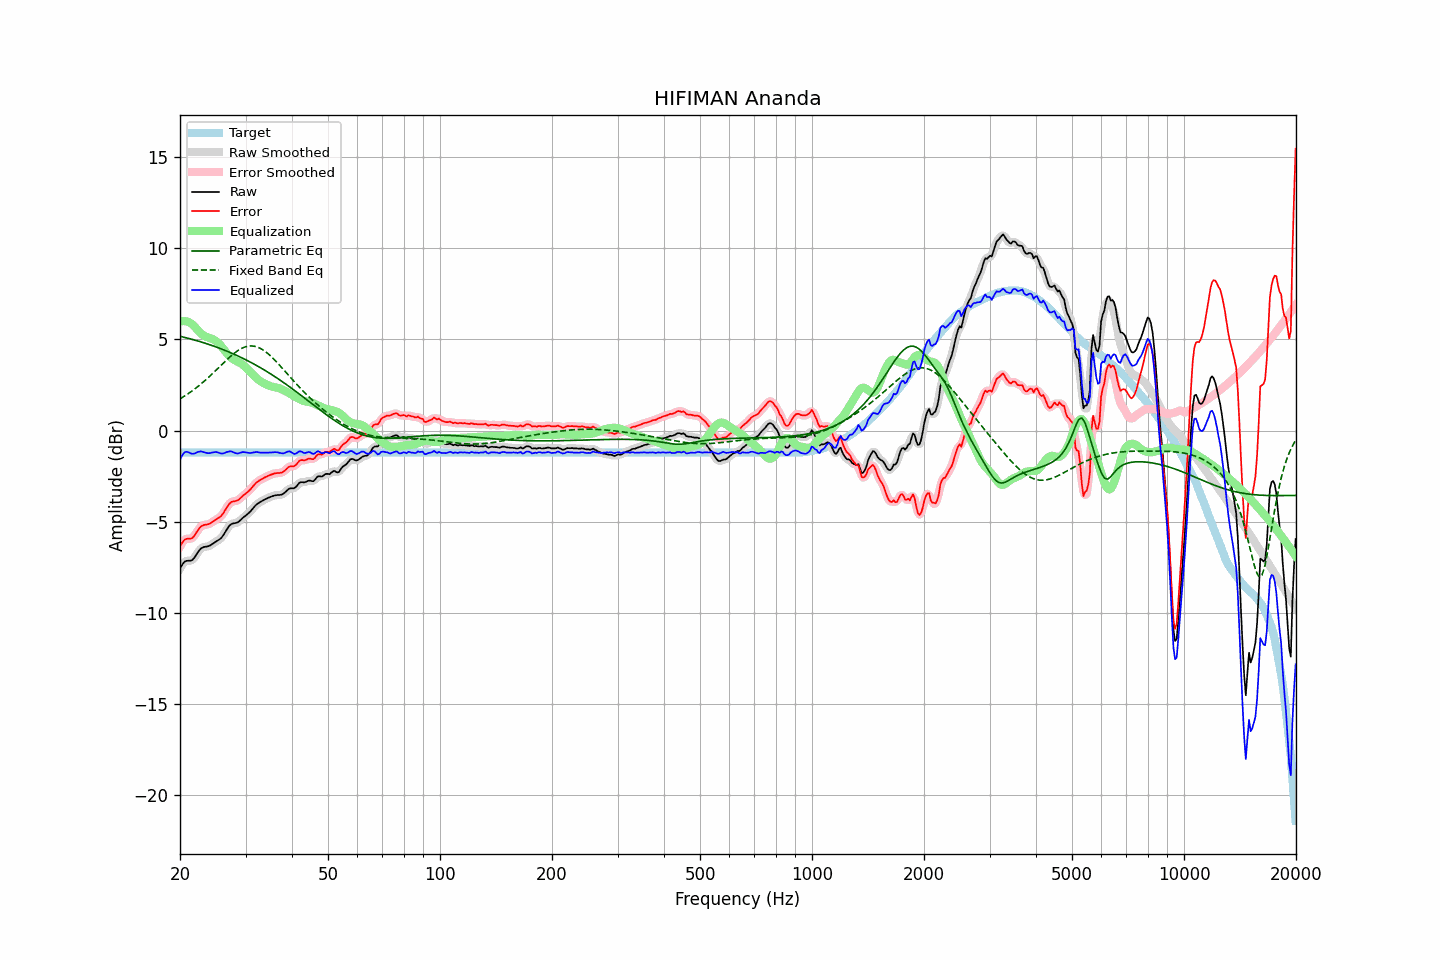 HIFIMAN Ananda
Target
Raw Smoothed
Error Smoothed
Raw
Error
Equalization
Parametric Eq
Fixed Band Eq
Equalized
Amplitude (dBr)
15
10
5
0
−5
−10
−15
−20
20
50
100
200
500
1000
2000
5000
10000
20000
Frequency (Hz)